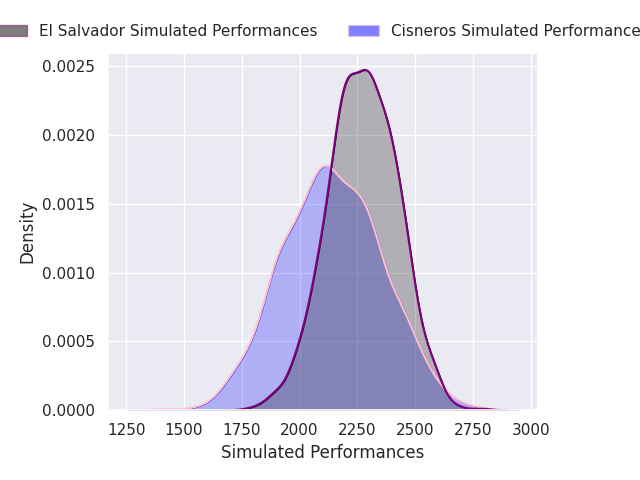 El Salvador Simulated Performances
Cisneros Simulated Performance
0.0025
0.0020
0.0015
0.0010
0.0005
0.0000
Density
1250 1500 1750 2000 2250 2500 2750 3000
Simulated Performances